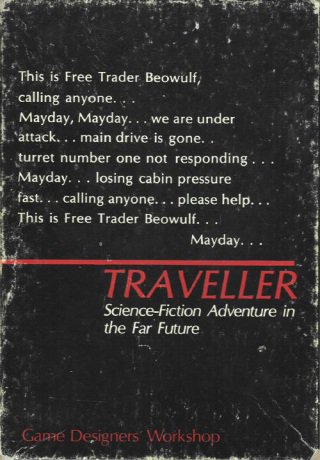 This is Free Trader Beowulf,
calling anyone. . .
Mayday, Mayday. . . we are under
attack. . . main drive is gone. .
turret number one not responding . . .
Mayday. . . losing cabin pressure
fast. . . calling anyone. . . please help. . .
This is Free Trader Beowulf. . .
Mayday. . .
TRAVELLER
Science-Fiction Adventure in
the Far Future
Game Designers' Workshop